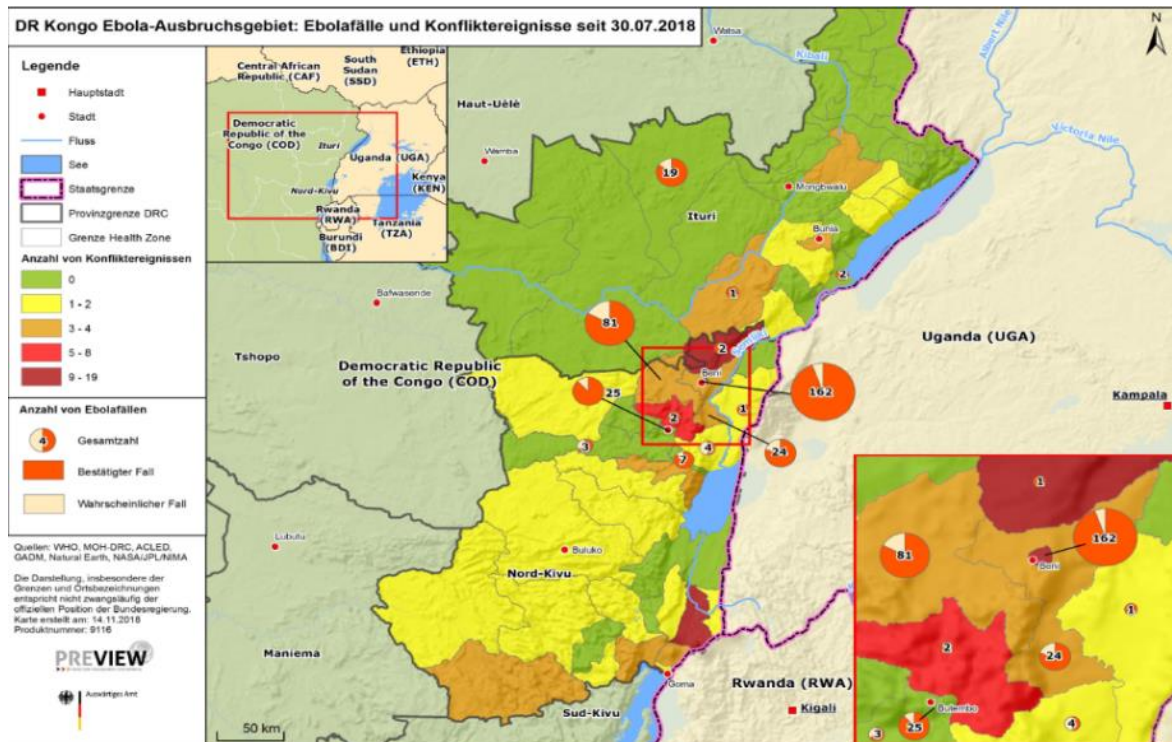 DR Kongo Ebola-Ausbruchsgebiet: Ebolafälle und Konfliktereignisse seit 30.07.2018
Legende
Hauptstadt
Stadt
Fluss
See
Staatsgrenze
Provinzgrenze DRC
Grenze Health Zone
Anzahl von Konfliktereignissen
0
1 - 2
3 - 4
5 - 8
9 - 19
Anzahl von Ebolafällen
4
Gesamtzahl
Bestätigter Fall
Wahrscheinlicher Fall
Quellen: WHO, MOH-DRC, ACLED,
GADM, Natural Earth, NASA/JPL/NIMA
Die Darstellung, insbesondere der
Grenzen und Ortsbezeichnungen
entspricht nicht zwangsläufig der
offiziellen Position der Bundesregierung.
Karte erstellt am: 14.11.2018
Produktnummer: 9116
PREVIEW
Auswärtiges Amt
Central African
Republic (CAF)
South
Sudan
(SSD)
Ethiopia
(ETH)
Democratic
Republic of the
Congo (COD)
Ituri
Uganda (UGA)
Kenya
(KEN)
Nord-Kivu
Rwanda
(RWA)
Burundi
(BDI)
Tanzania
(TZA)
N
Watsa
Kibali
Albert Nile
Victoria Nile
Haut-Uélé
Wamba
19
Mongbwalu
Ituri
Bunia
2
1
Bafwasende
81
Semliki
2
Uganda (UGA)
Tshopo
Democratic Republic
of the Congo (COD)
Beni
162
25
Kampala
2
1
3
4
7
24
Lubutu
Butuko
Nord-Kivu
Maniema
Goma
Sud-Kivu
Rwanda (RWA)
Kigali
50 km
1
81
162
Beni
1
2
24
Butembo
3
25
4